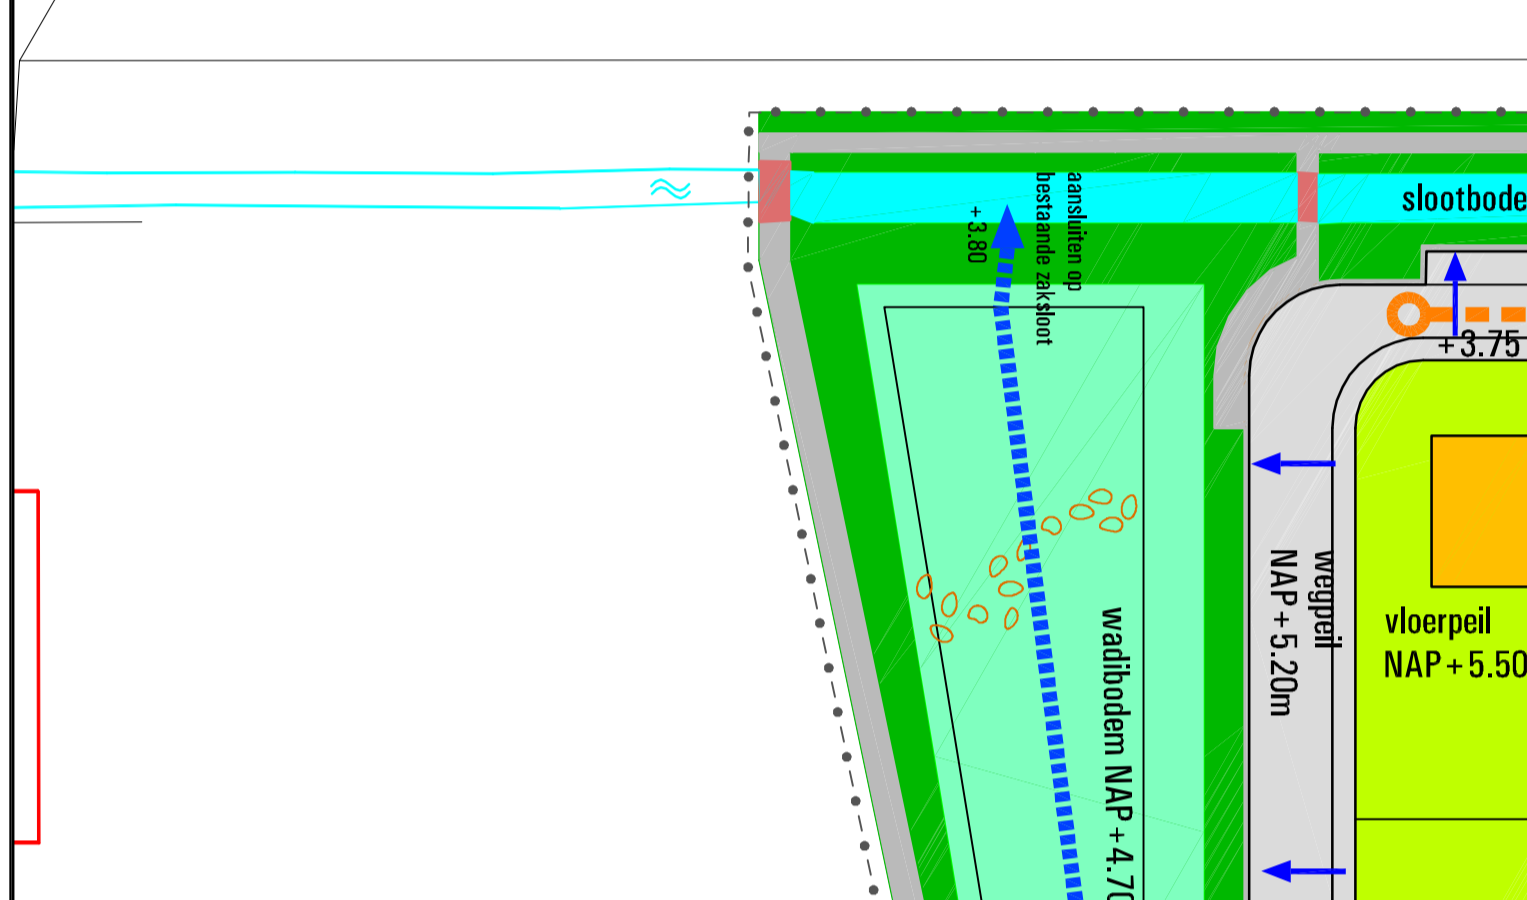 aansluiten op
bestaande zaksloot
+3.80
slootbode
+3.75
wegpeil
NAP+5.20m
vloerpeil
NAP+5.50
wadibodem NAP+4.70